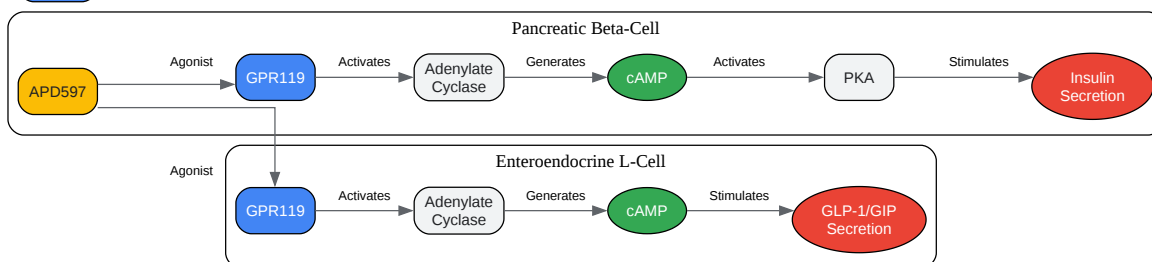 Pancreatic Beta-Cell
Agonist
Activates
Generates
Activates
Stimulates
APD597
GPR119
Adenylate
Cyclase
cAMP
PKA
Insulin
Secretion
Enteroendocrine L-Cell
Agonist
Activates
Generates
Stimulates
GPR119
Adenylate
Cyclase
cAMP
GLP-1/GIP
Secretion